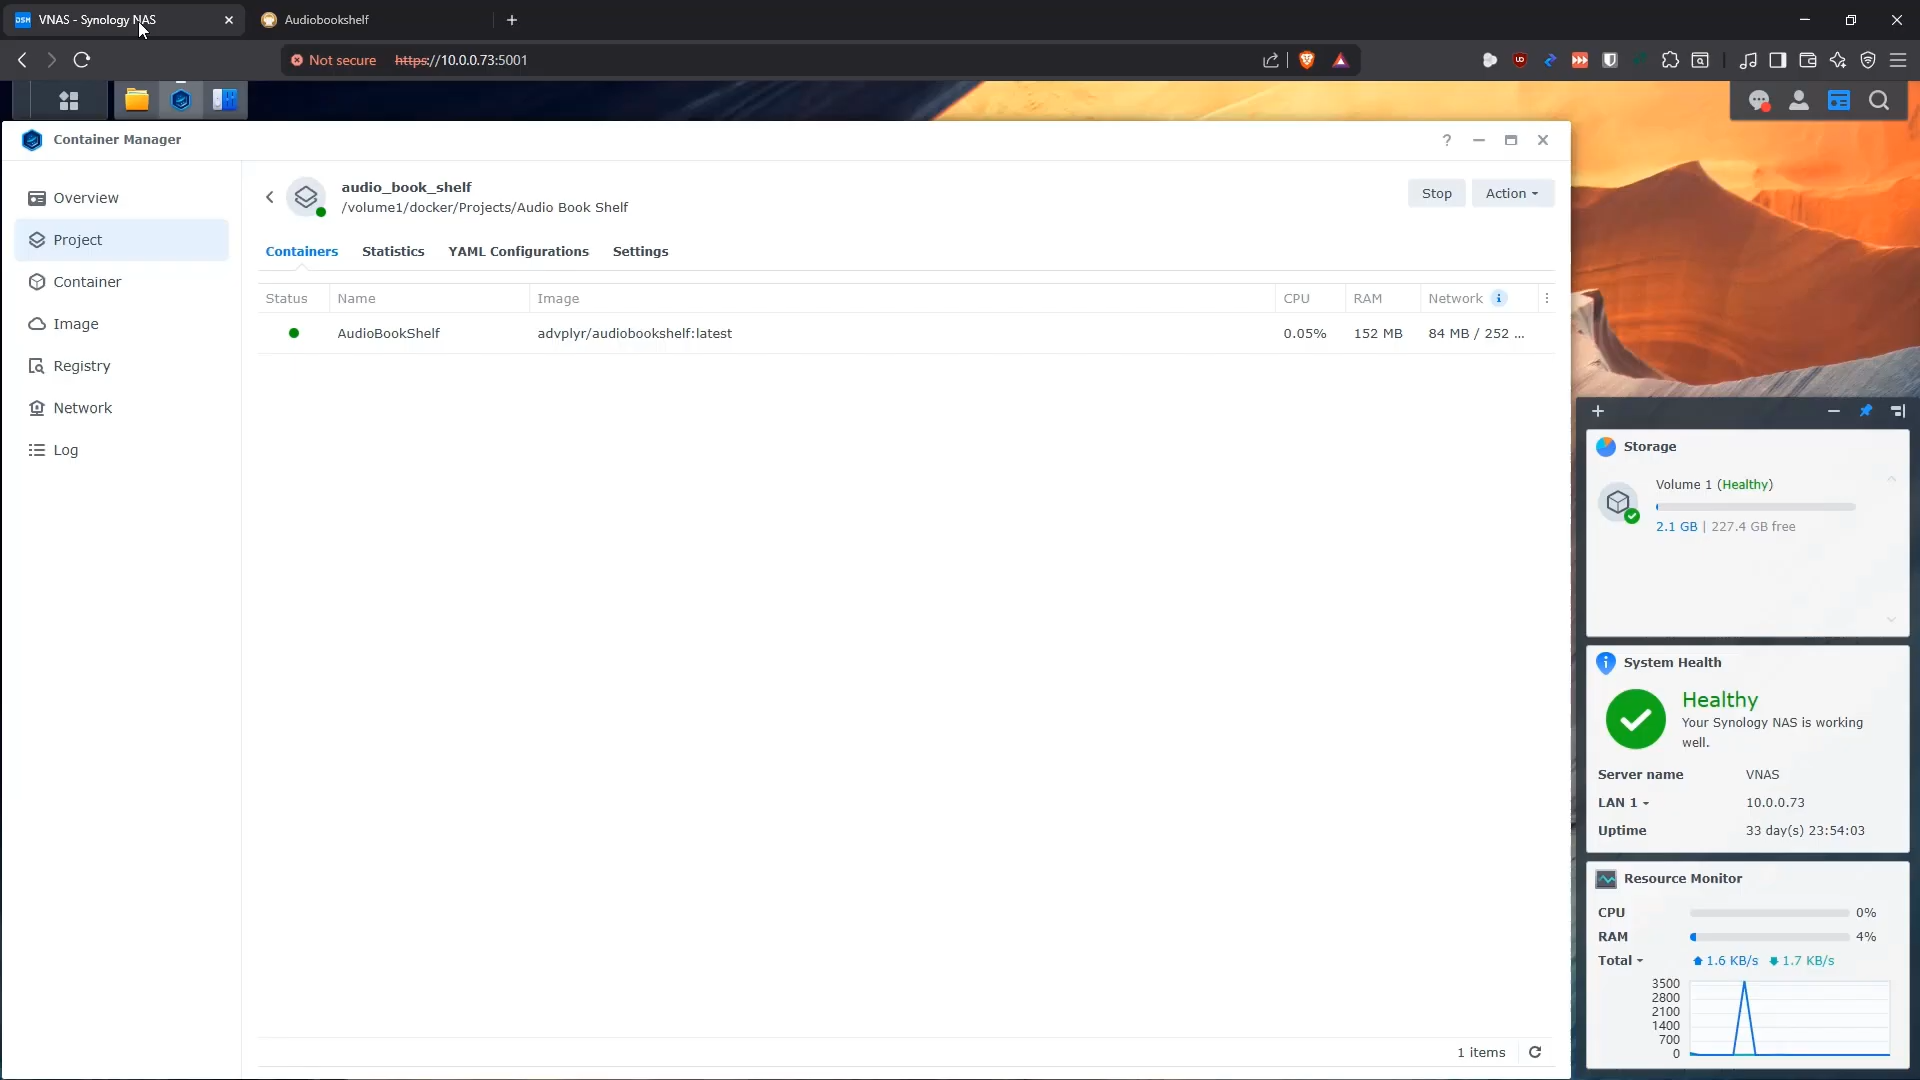 VNAS - Synology NAS
Audiobookshelf
Not secure
https://10.0.0.73:5001
Container Manager
Overview
Project
Container
Image
Registry
Network
Log
audio_book_shelf
/volume1/docker/Projects/Audio Book Shelf
Stop
Action
Containers
Statistics
YAML Configurations
Settings
Status
Name
Image
CPU
RAM
Network
AudioBookShelf
advplyr/audiobookshelf:latest
0.05%
152 MB
84 MB / 252 ...
1 items
Storage
Volume 1 (Healthy)
2.1 GB | 227.4 GB free
System Health
Healthy
Your Synology NAS is working
well.
Server name VNAS
LAN 1 10.0.0.73
Uptime 33 day(s) 23:54:03
Resource Monitor
CPU 0%
RAM 4%
Total 1.6 KB/s 1.7 KB/s
3500
2800
2100
1400
700
0